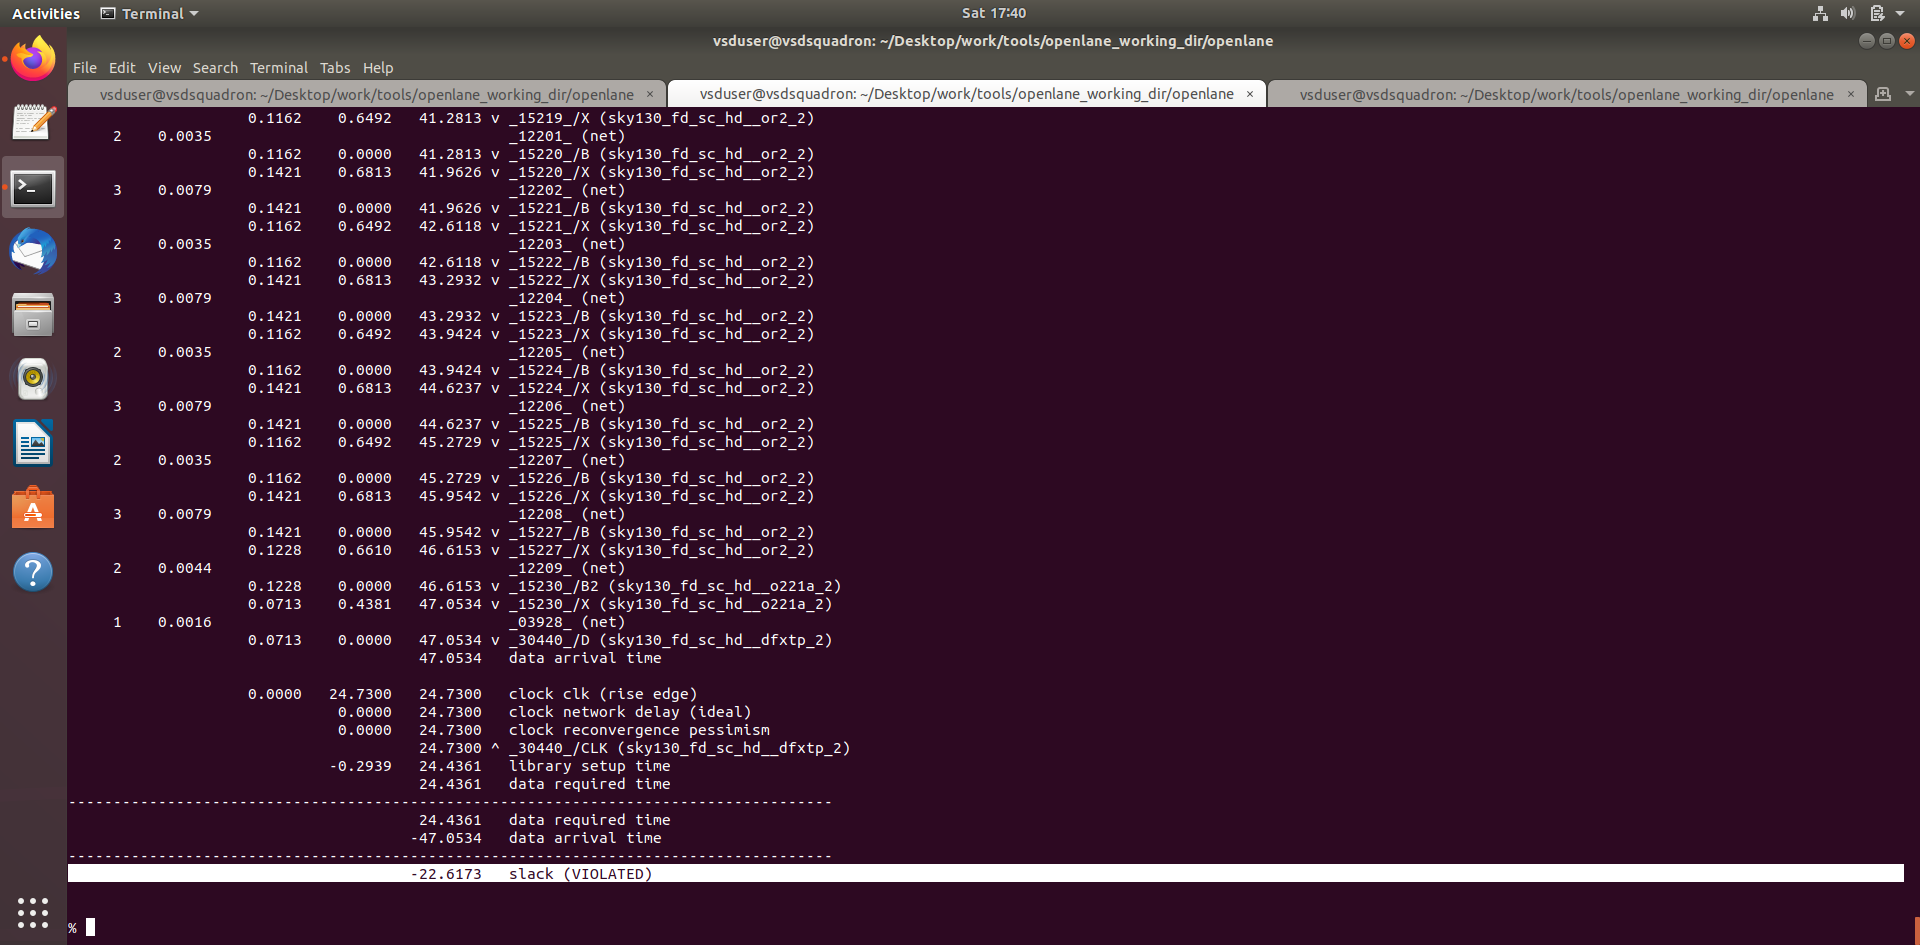 Activities Terminal Sat 17:40
vsduser@vsdsquadron: ~/Desktop/work/tools/openlane_working_dir/openlane
File Edit View Search Terminal Tabs Help
vsduser@vsdsquadron: ~/Desktop/work/tools/openlane_working_dir/openlane × vsduser@vsdsquadron: ~/Desktop/work/tools/openlane_working_dir/openlane × vsduser@vsdsquadron: ~/Desktop/work/tools/openlane_working_dir/openlane ×
0.1162 0.6492 41.2813 v _15219_/X (sky130_fd_sc_hd__or2_2)
2 0.0035 _12201_ (net)
0.1162 0.0000 41.2813 v _15220_/B (sky130_fd_sc_hd__or2_2)
0.1421 0.6813 41.9626 v _15220_/X (sky130_fd_sc_hd__or2_2)
3 0.0079 _12202_ (net)
0.1421 0.0000 41.9626 v _15221_/B (sky130_fd_sc_hd__or2_2)
0.1162 0.6492 42.6118 v _15221_/X (sky130_fd_sc_hd__or2_2)
2 0.0035 _12203_ (net)
0.1162 0.0000 42.6118 v _15222_/B (sky130_fd_sc_hd__or2_2)
0.1421 0.6813 43.2932 v _15222_/X (sky130_fd_sc_hd__or2_2)
3 0.0079 _12204_ (net)
0.1421 0.0000 43.2932 v _15223_/B (sky130_fd_sc_hd__or2_2)
0.1162 0.6492 43.9424 v _15223_/X (sky130_fd_sc_hd__or2_2)
2 0.0035 _12205_ (net)
0.1162 0.0000 43.9424 v _15224_/B (sky130_fd_sc_hd__or2_2)
0.1421 0.6813 44.6237 v _15224_/X (sky130_fd_sc_hd__or2_2)
3 0.0079 _12206_ (net)
0.1421 0.0000 44.6237 v _15225_/B (sky130_fd_sc_hd__or2_2)
0.1162 0.6492 45.2729 v _15225_/X (sky130_fd_sc_hd__or2_2)
2 0.0035 _12207_ (net)
0.1162 0.0000 45.2729 v _15226_/B (sky130_fd_sc_hd__or2_2)
0.1421 0.6813 45.9542 v _15226_/X (sky130_fd_sc_hd__or2_2)
3 0.0079 _12208_ (net)
0.1421 0.0000 45.9542 v _15227_/B (sky130_fd_sc_hd__or2_2)
0.1228 0.6610 46.6153 v _15227_/X (sky130_fd_sc_hd__or2_2)
2 0.0044 _12209_ (net)
0.1228 0.0000 46.6153 v _15230_/B2 (sky130_fd_sc_hd__o221a_2)
0.0713 0.4381 47.0534 v _15230_/X (sky130_fd_sc_hd__o221a_2)
1 0.0016 _03928_ (net)
0.0713 0.0000 47.0534 v _30440_/D (sky130_fd_sc_hd__dfxtp_2)
47.0534 data arrival time
0.0000 24.7300 24.7300 clock clk (rise edge)
0.0000 24.7300 clock network delay (ideal)
0.0000 24.7300 clock reconvergence pessimism
24.7300 ^ _30440_/CLK (sky130_fd_sc_hd__dfxtp_2)
-0.2939 24.4361 library setup time
24.4361 data required time
-------------------------------------------------------------------------------------
24.4361 data required time
-47.0534 data arrival time
-------------------------------------------------------------------------------------
-22.6173 slack (VIOLATED)
%